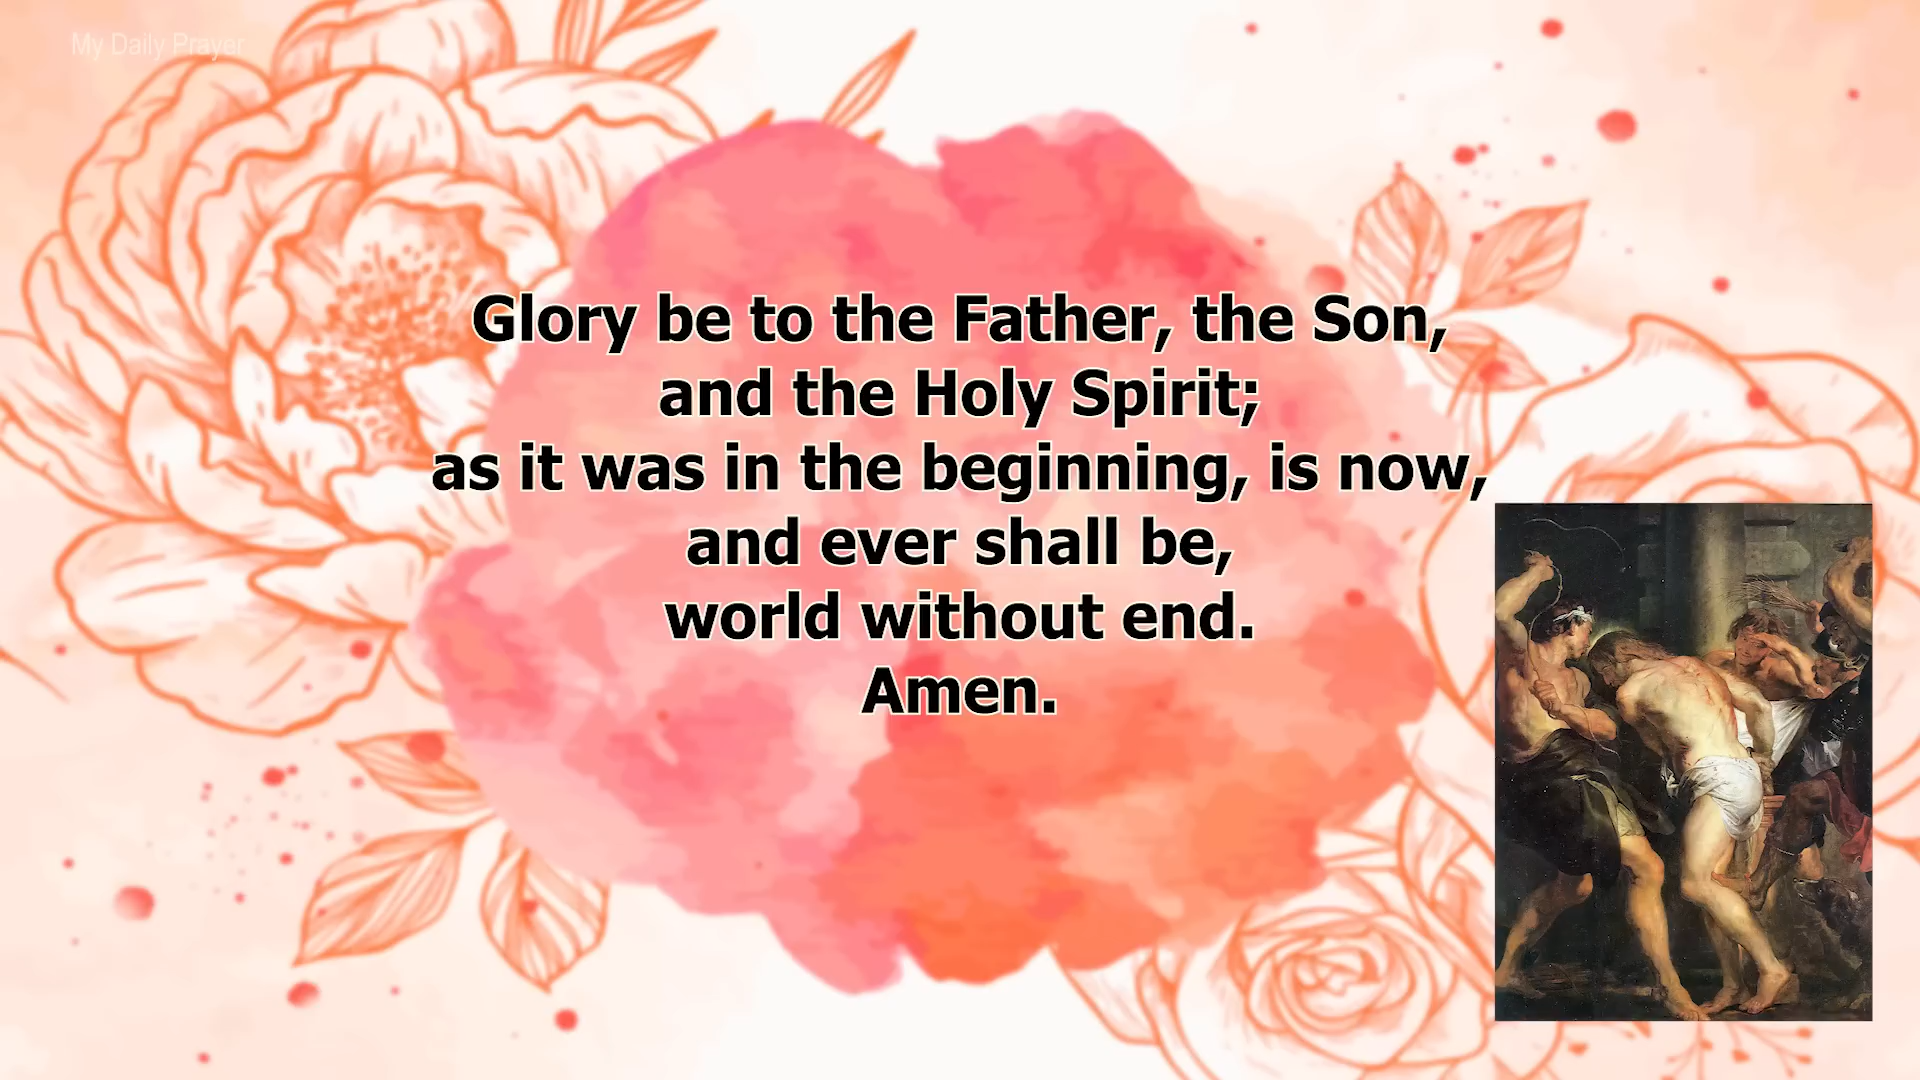 My Daily Prayer
Glory be to the Father, the Son,
and the Holy Spirit;
as it was in the beginning, is now,
and ever shall be,
world without end.
Amen.